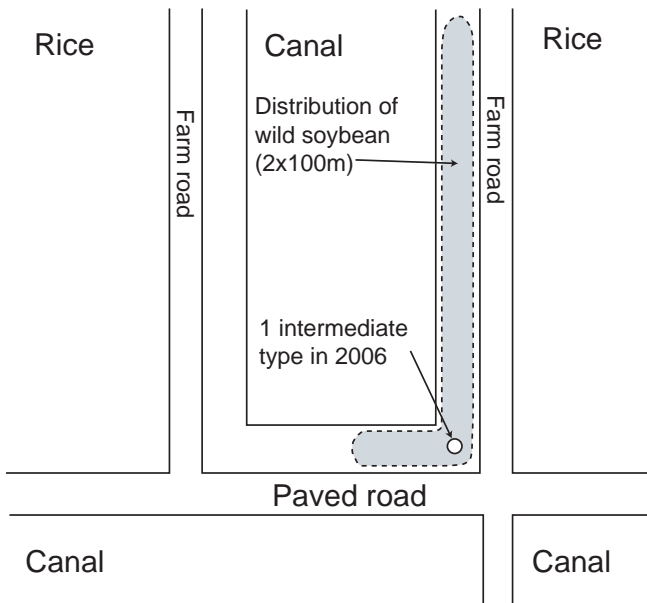 Rice
Canal
Rice
Distribution of
wild soybean
(2x100m)
Farm road
Farm road
1 intermediate
type in 2006
Paved road
Canal
Canal